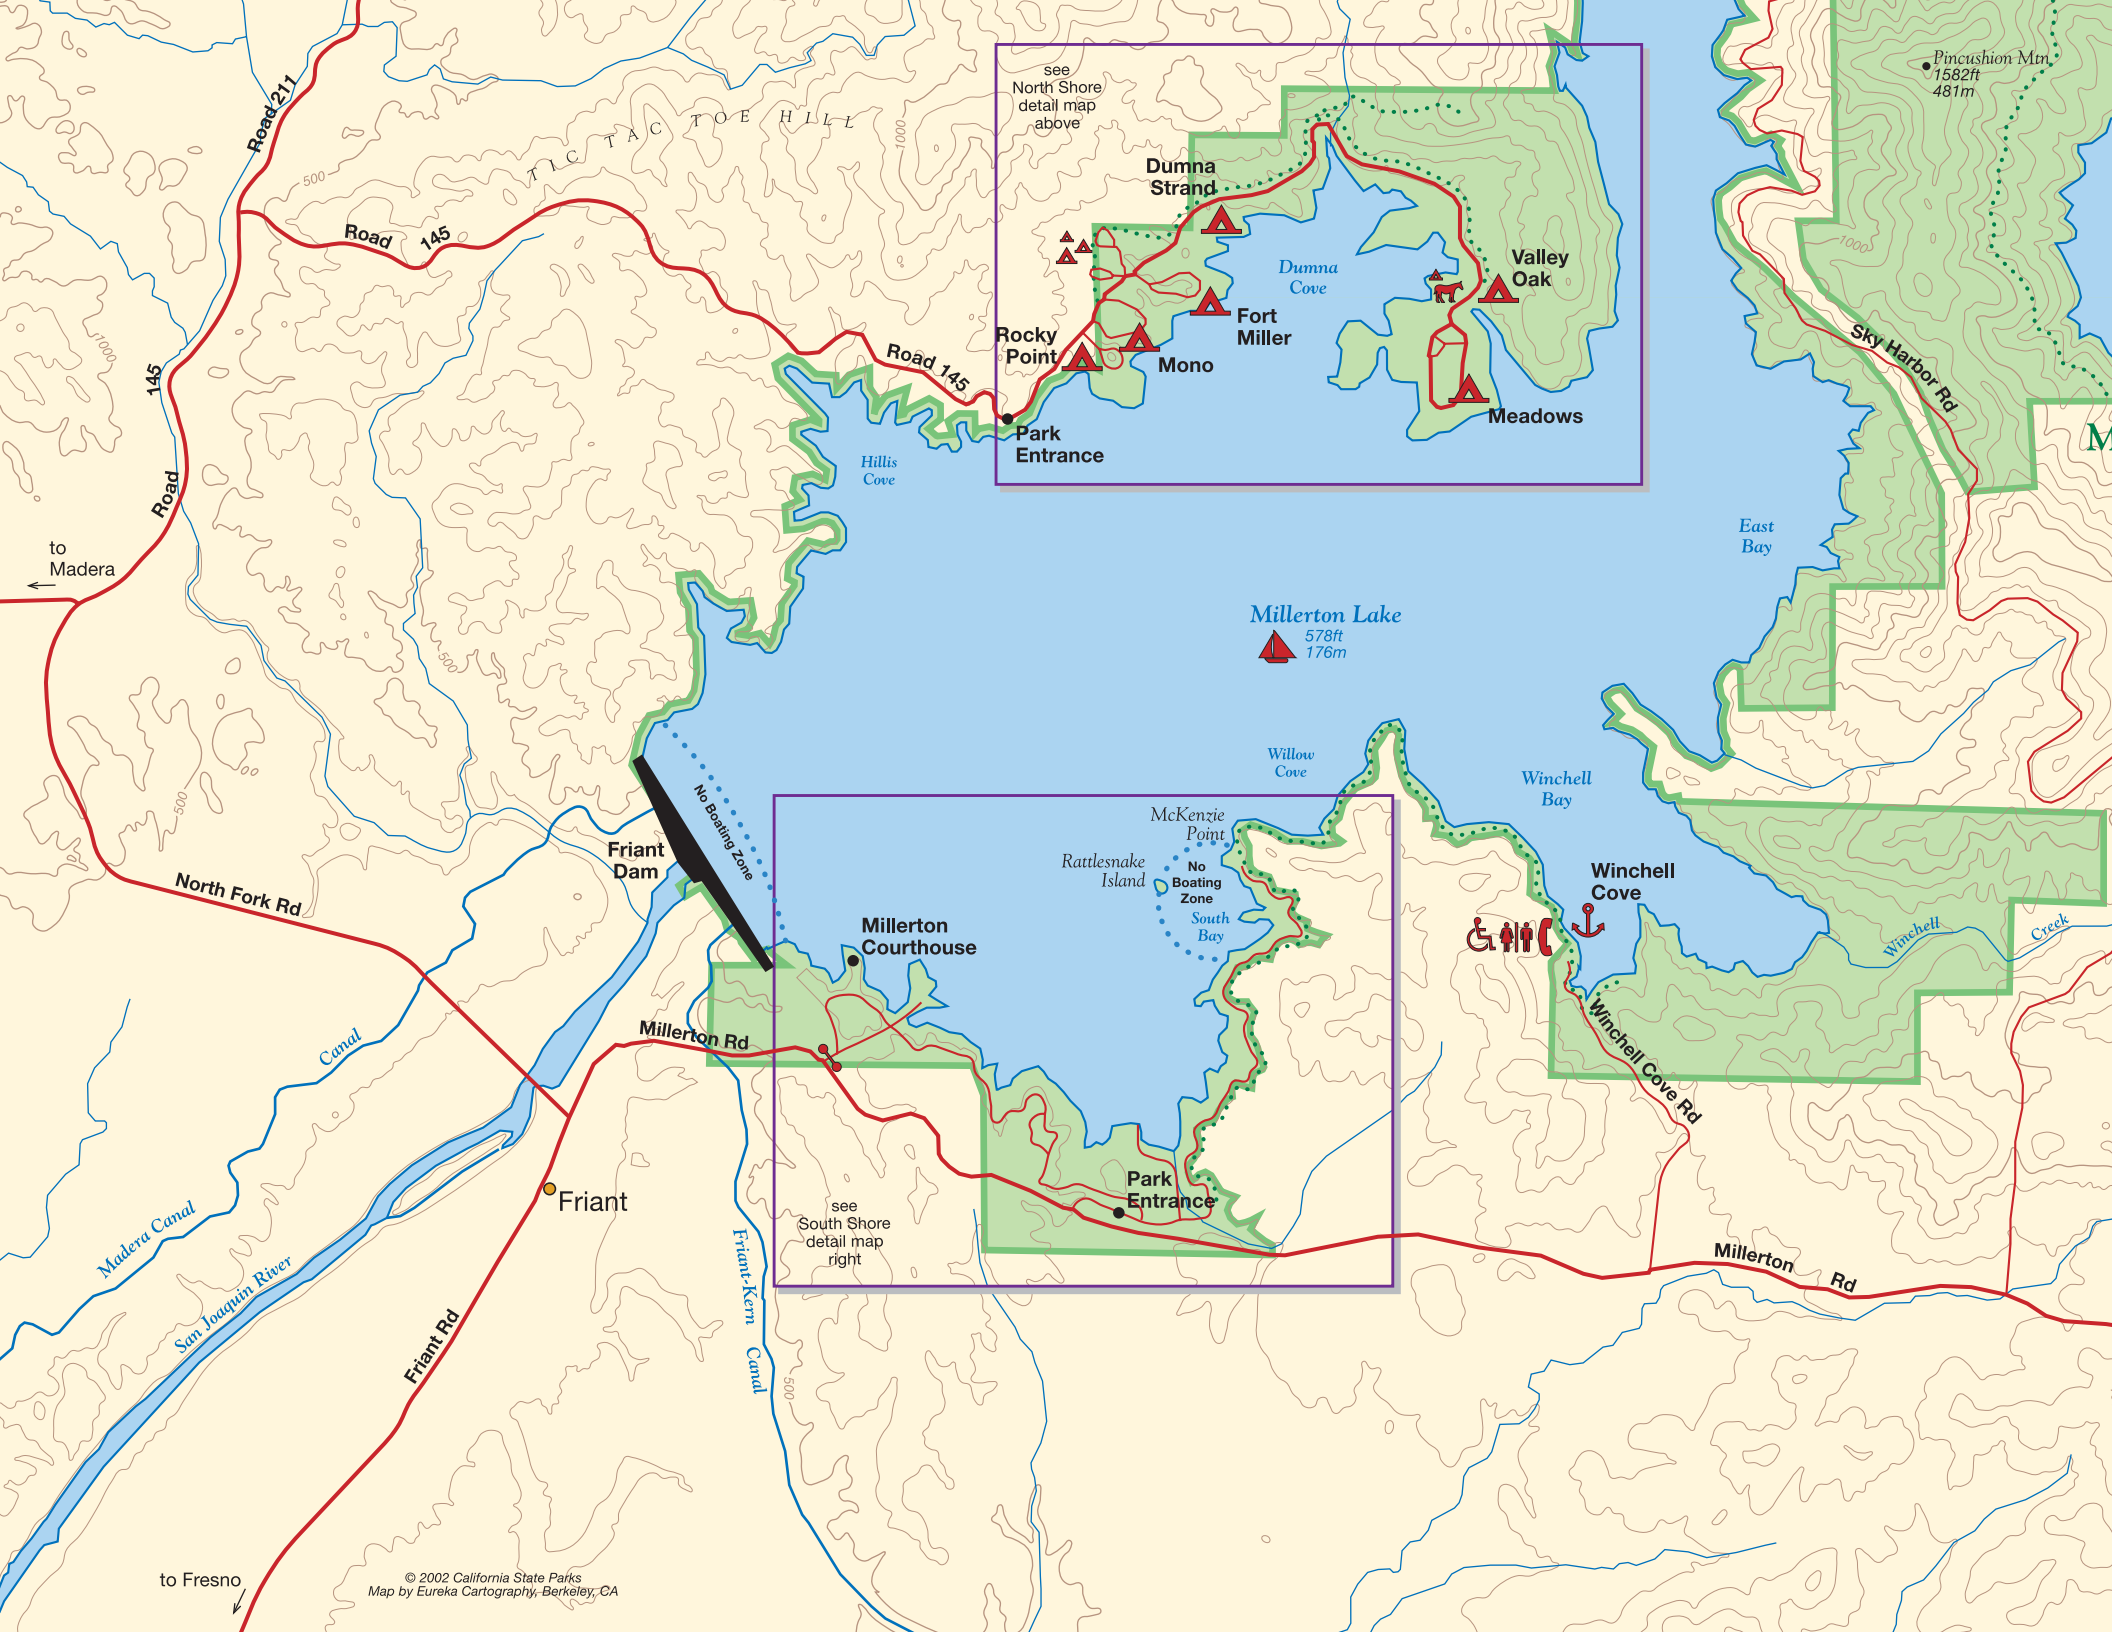 Pincushion Mtn
1582ft
481m
see
North Shore
detail map
above
Road 211
TIC TAC TOE HILL
1000
500
Dumna
Strand
Road 145
Valley
Oak
Dumna
Cove
1000
Fort
Miller
Rocky
Point
Mono
1000
Sky Harbor Rd
145
Road
Road 145
Meadows
M
Park
Entrance
Hillis
Cove
East
Bay
to
Madera
Millerton Lake
578ft
176m
500
Willow
Cove
Winchell
Bay
500
No Boating Zone
McKenzie
Point
Rattlesnake
Island
No
Boating
Zone
South
Bay
Friant
Dam
Winchell
Cove
North Fork Rd
Millerton
Courthouse
Winchell Creek
Canal
Millerton Rd
Winchell Cove Rd
Friant
Park
Entrance
see
South Shore
detail map
right
Madera Canal
San Joaquin River
Friant-Kern Canal
Millerton Rd
Friant Rd
500
to Fresno
© 2002 California State Parks
Map by Eureka Cartography, Berkeley, CA